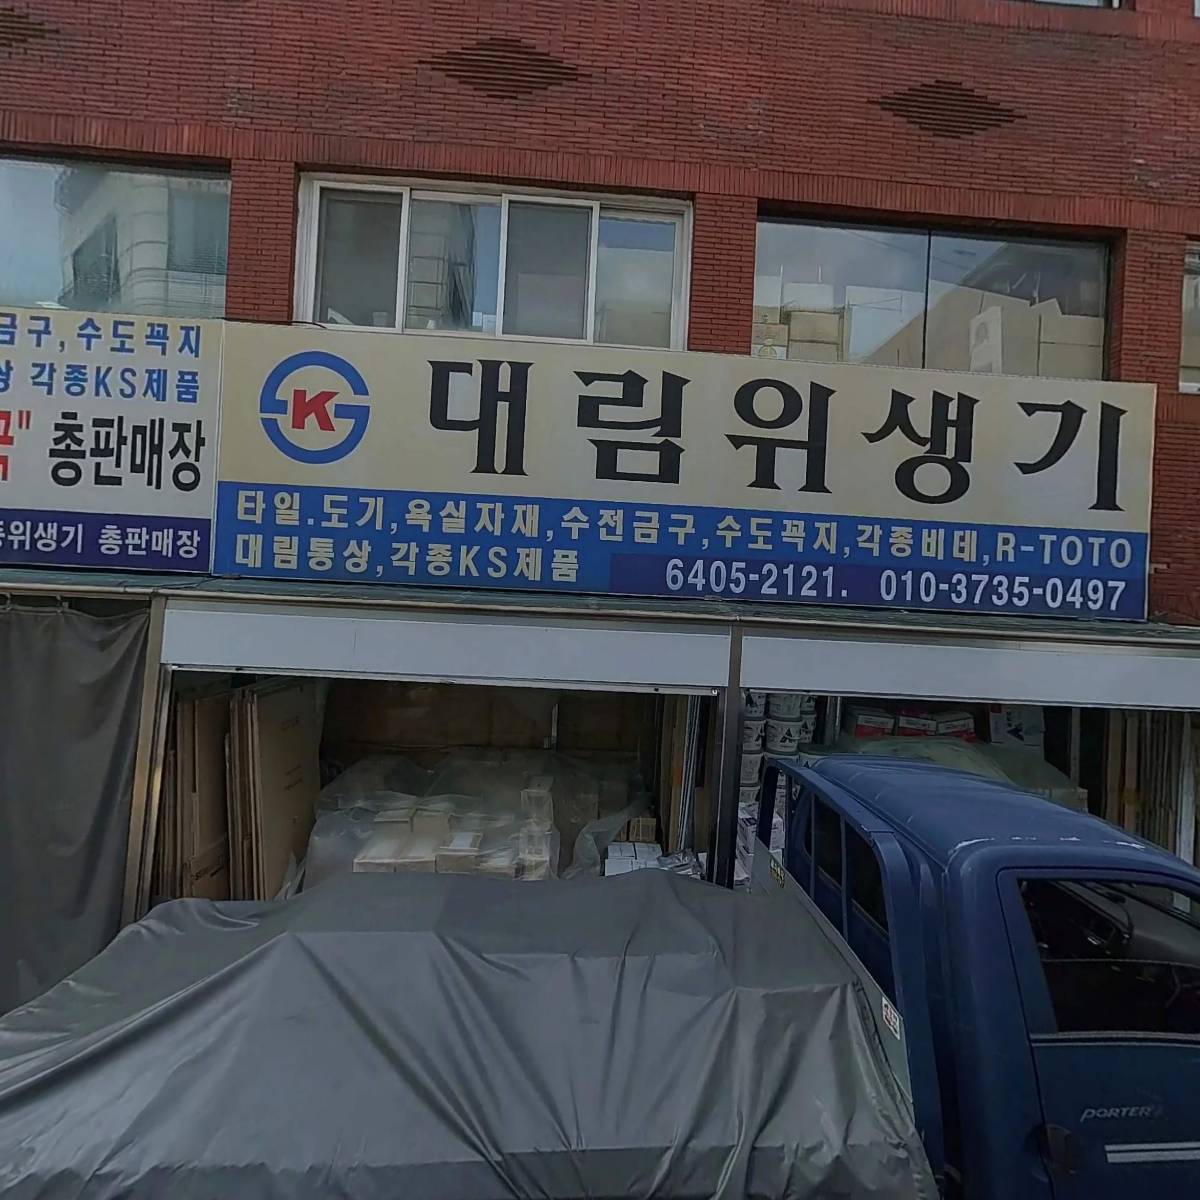 금구,수도꼭지
각종KS제품
총판매장
위생기 총판매장
K
대림위생기
타일.도기,욕실자재,수전금구,수도꼭지,각종비데,R-TOTO
대림통상,각종KS제품
6405-2121. 010-3735-0497
PORTER